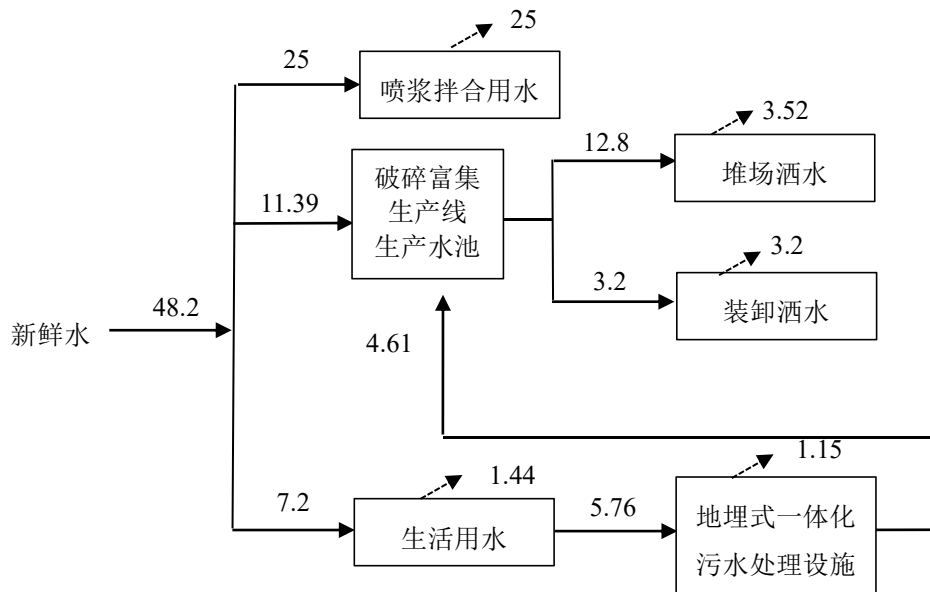 25
25
喷浆拌合用水
12.8
3.52
堆场洒水
破碎富集
生产线
生产水池
11.39
3.2
3.2
装卸洒水
新鲜水
48.2
4.61
7.2
1.44
生活用水
5.76
1.15
地埋式一体化
污水处理设施